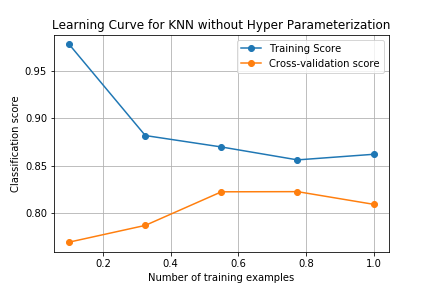 Learning Curve for KNN without Hyper Parameterization
Training Score
Cross-validation score
Classification score
0.95
0.90
0.85
0.80
0.2 0.4 0.6 0.8 1.0
Number of training examples